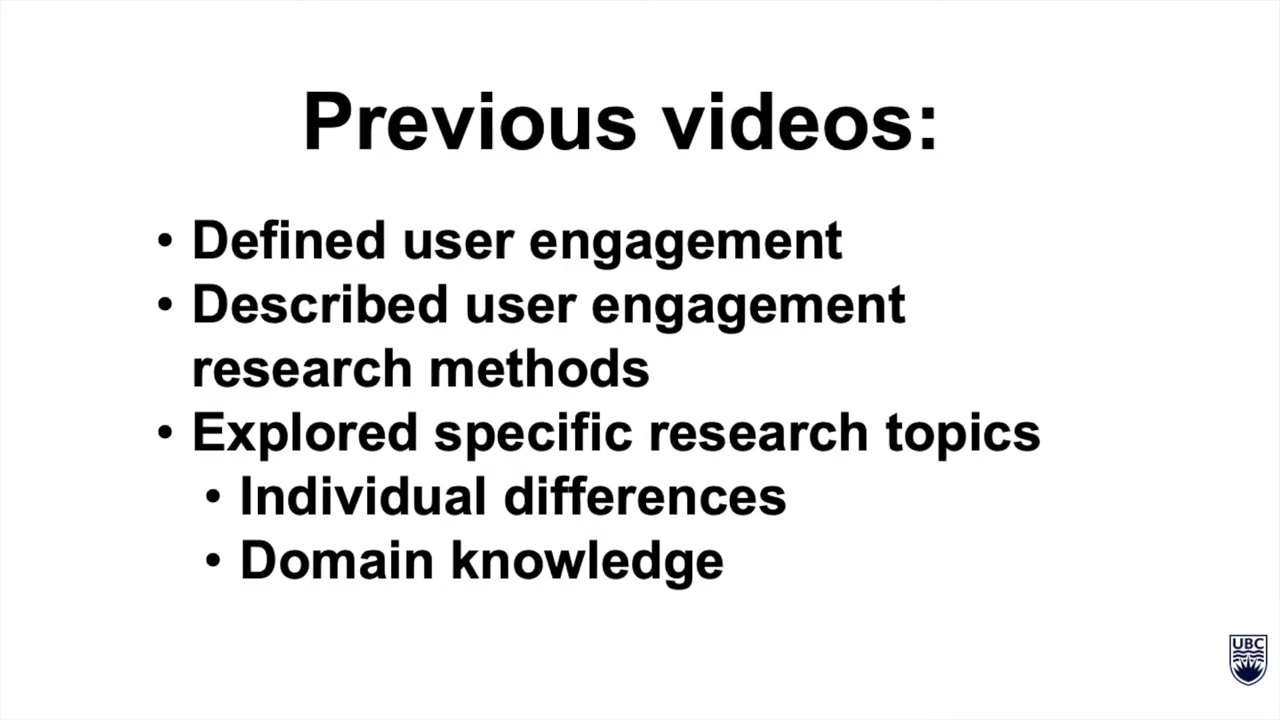 Previous videos:
• Defined user engagement
• Described user engagement
research methods
• Explored specific research topics
• Individual differences
• Domain knowledge
UBC